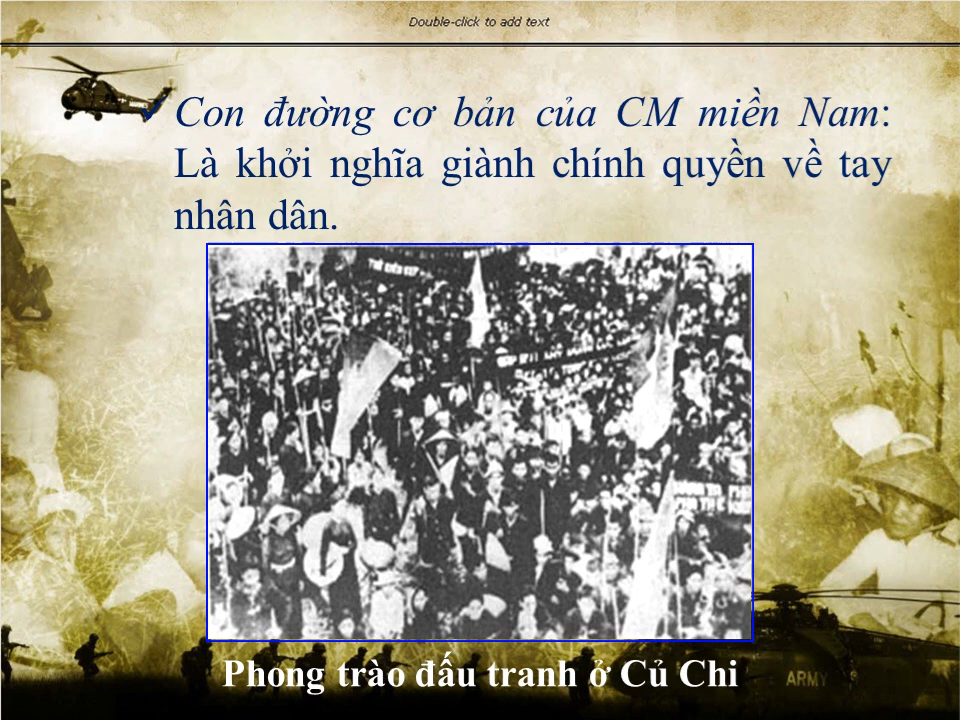 Double-click to add text
✓ Con đường cơ bản của CM miền Nam:
Là khởi nghĩa giành chính quyền về tay
nhân dân.
Phong trào đấu tranh ở Củ Chi
ARMY